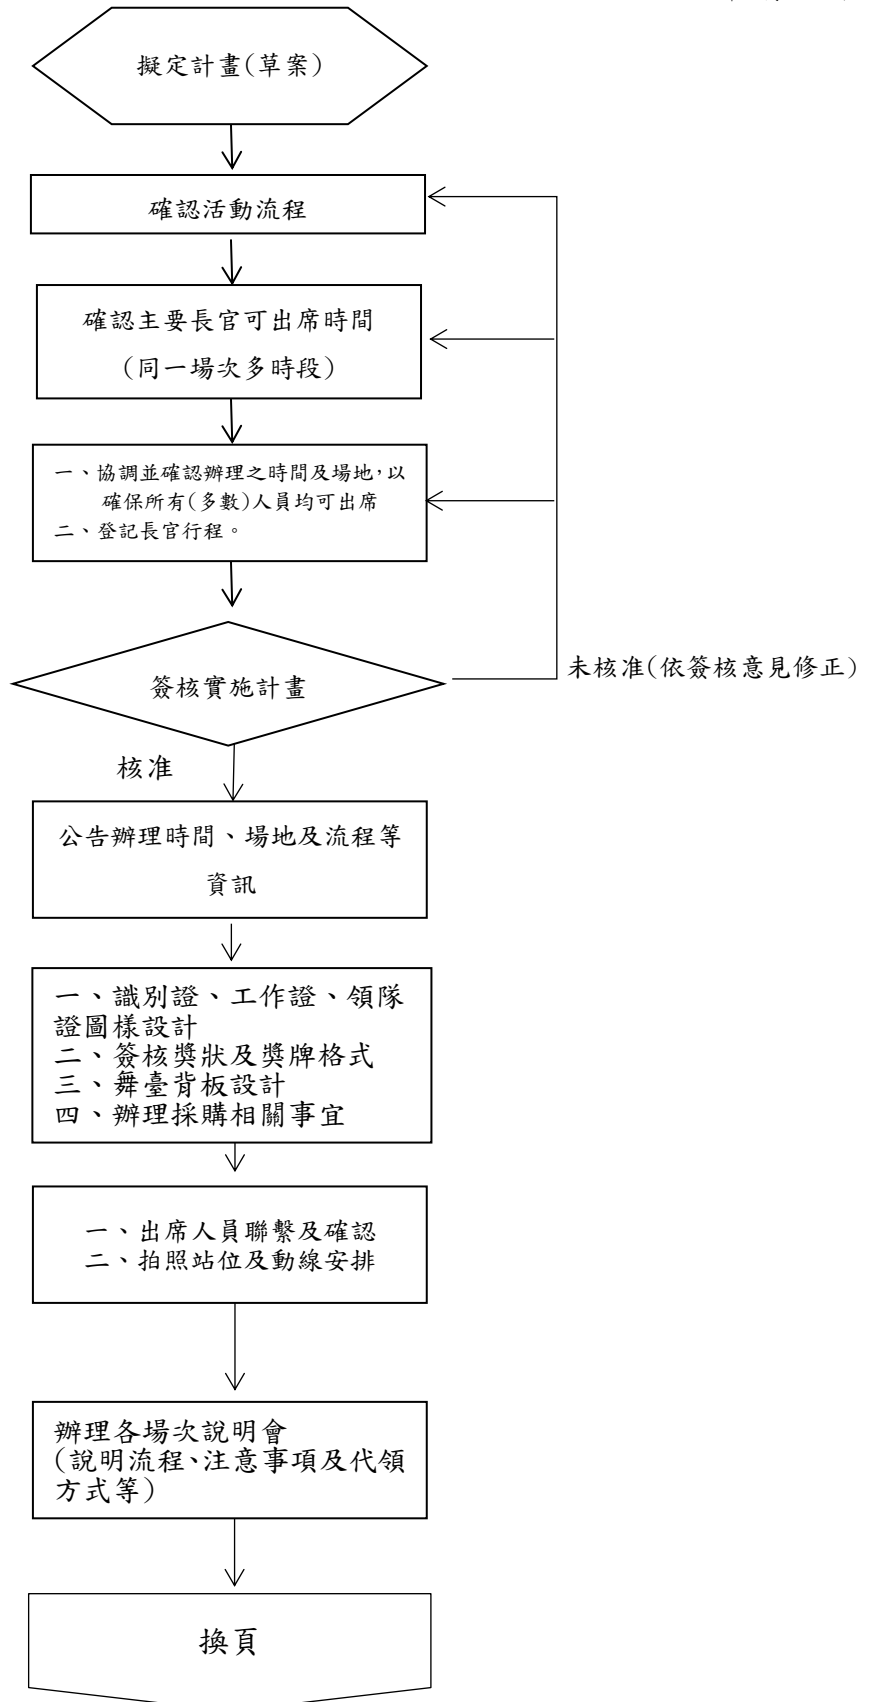 擬定計畫(草案)
確認活動流程
確認主要長官可出席時間
(同一場次多時段)
一、協調並確認辦理之時間及場地,以
確保所有(多數)人員均可出席
二、登記長官行程。
簽核實施計畫
未核准(依簽核意見修正)
核准
公告辦理時間、場地及流程等
資訊
一、識別證、工作證、領隊
證圖樣設計
二、簽核獎狀及獎牌格式
三、舞臺背板設計
四、辦理採購相關事宜
一、出席人員聯繫及確認
二、拍照站位及動線安排
辦理各場次說明會
(說明流程、注意事項及代領
方式等)
換頁